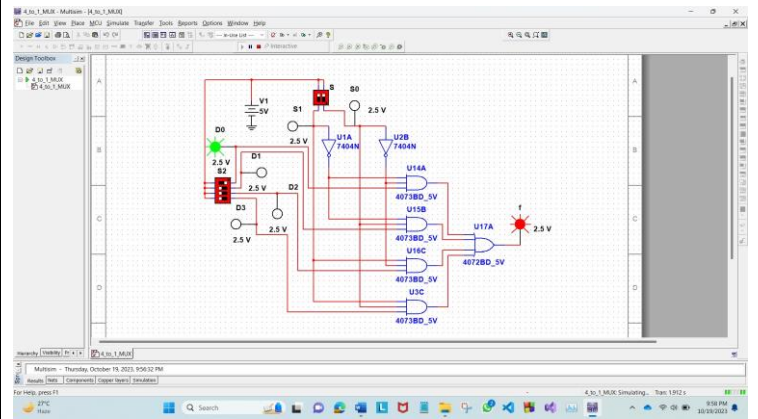 4_to_1_MUX - Multisim - [4_to_1_MUX]
File Edit View Place MCU Simulate Transfer Tools Reports Options Window Help
Interactive
Design Toolbox
4_to_1_MUX
4_to_1_MUX
A
A
S
S0
V1
5V
S1
2.5 V
D0
2.5 V
U1A
7404N
U2B
7404N
B
B
D1
2.5 V
S2
U14A
2.5 V
D2
4073BD_5V
D3
U15B
f
C
C
2.5 V
2.5 V
4073BD_5V
U17A
2.5 V
U16C
4072BD_5V
4073BD_5V
D
D
U3C
4073BD_5V
Hierarchy Visibility
4_to_1_MUX
Multisim - Thursday, October 19, 2023, 9:56:32 PM
Results Nets Components Copper layers Simulation
For Help, press F1
4_to_1_MUX: Simulating...
Tran: 1.912 s
27°C
Haze
Search
9:58 PM
10/19/2023